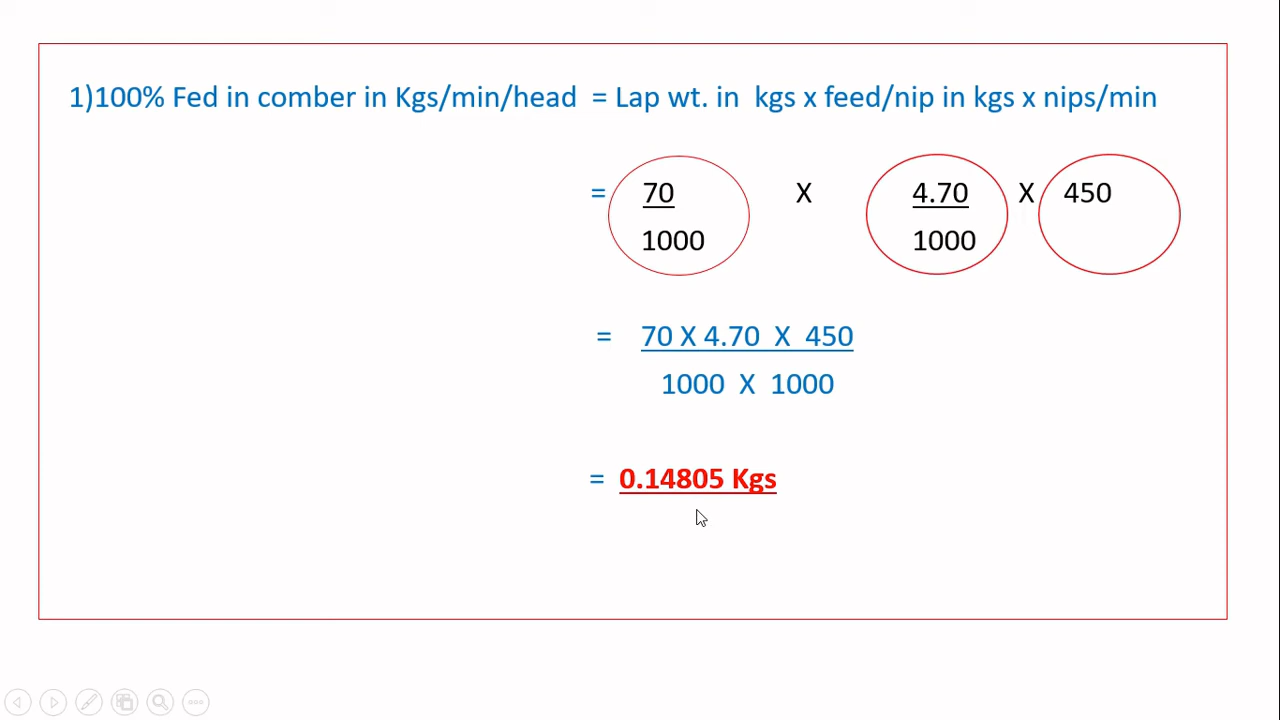 1)100% Fed in comber in Kgs/min/head = Lap wt. in kgs x feed/nip in kgs x nips/min
= 70 X 4.70 X 450
1000 1000
= 70 X 4.70 X 450
1000 X 1000
= 0.14805 Kgs